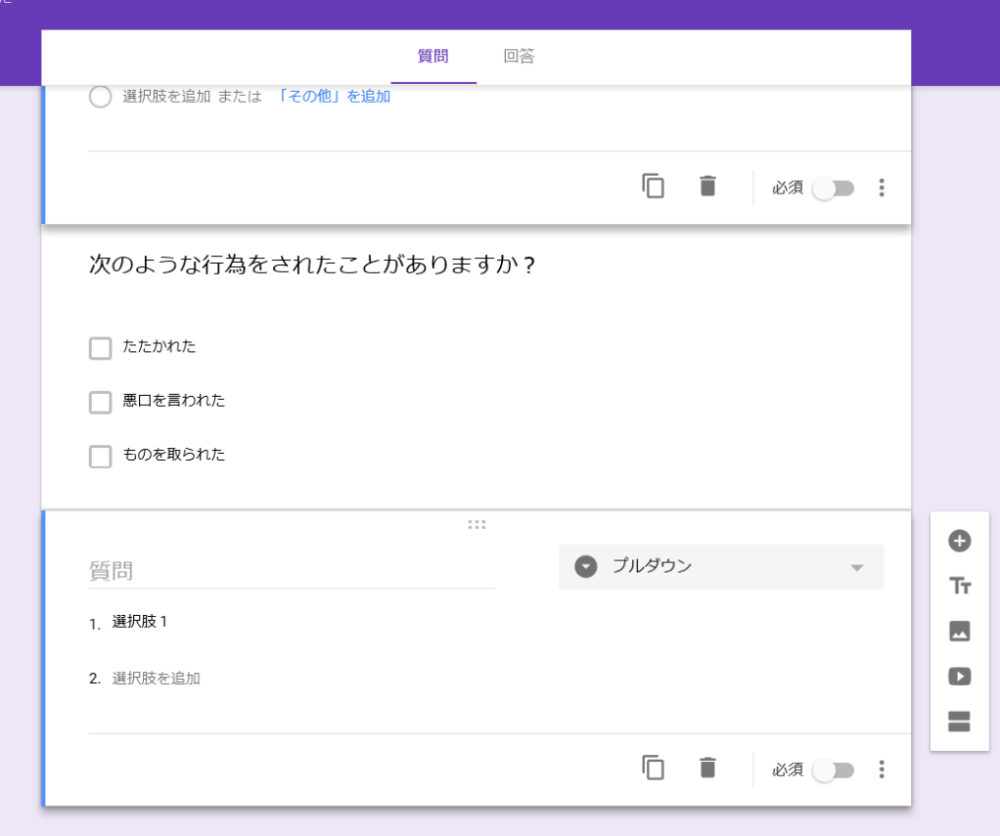 質問 回答
選択肢を追加 または 「その他」を追加
必須
次のような行為をされたことがありますか?
たたかれた
悪口を言われた
ものを取られた
質問 プルダウン
1. 選択肢 1
2. 選択肢を追加
必須